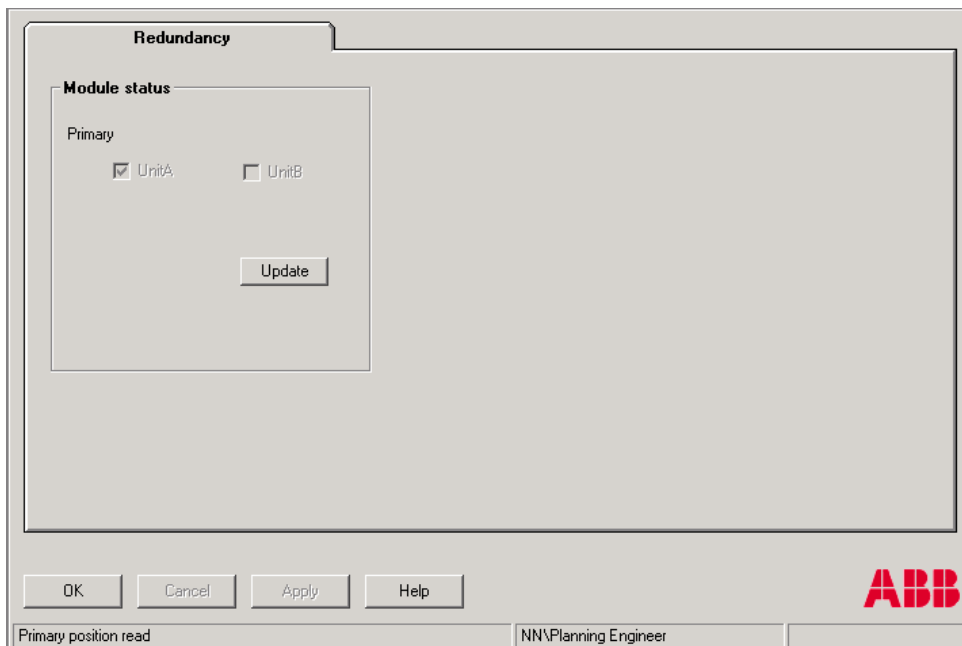 Redundancy
Module status
Primary
UnitA UnitB
Update
OK Cancel Apply Help
ABB
Primary position read NN\Planning Engineer